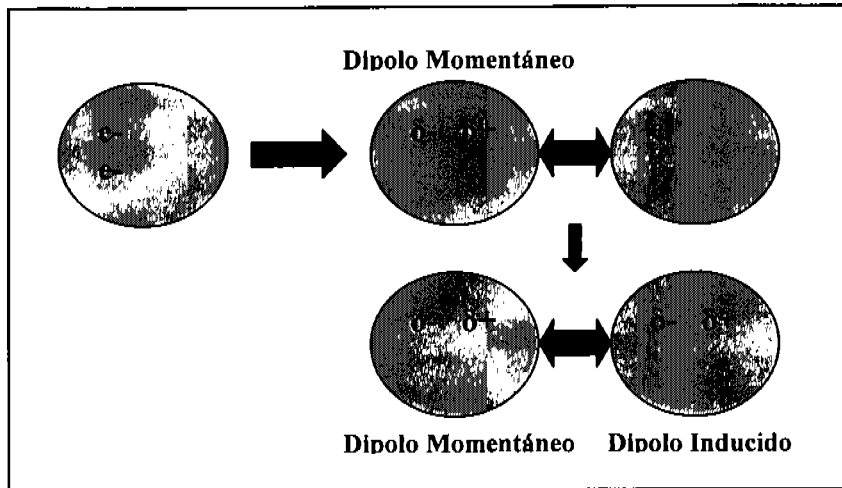 Dipolo Momentáneo
e-
e-
δ- δ+
δ- δ+
δ- δ+
Dipolo Momentáneo Dipolo Inducido